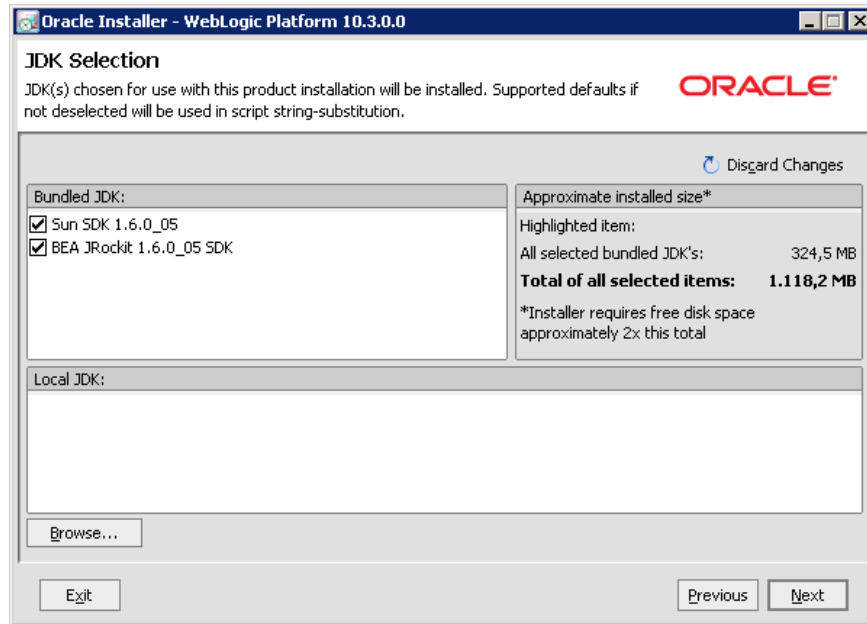 Oracle Installer - WebLogic Platform 10.3.0.0
JDK Selection
JDK(s) chosen for use with this product installation will be installed. Supported defaults if
not deselected will be used in script string-substitution.
ORACLE
Discard Changes
Bundled JDK:
Sun SDK 1.6.0_05
BEA JRockit 1.6.0_05 SDK
Approximate installed size*
Highlighted item:
All selected bundled JDK's: 324,5 MB
Total of all selected items: 1.118,2 MB
*Installer requires free disk space
approximately 2x this total
Local JDK:
Browse...
Exit
Previous
Next